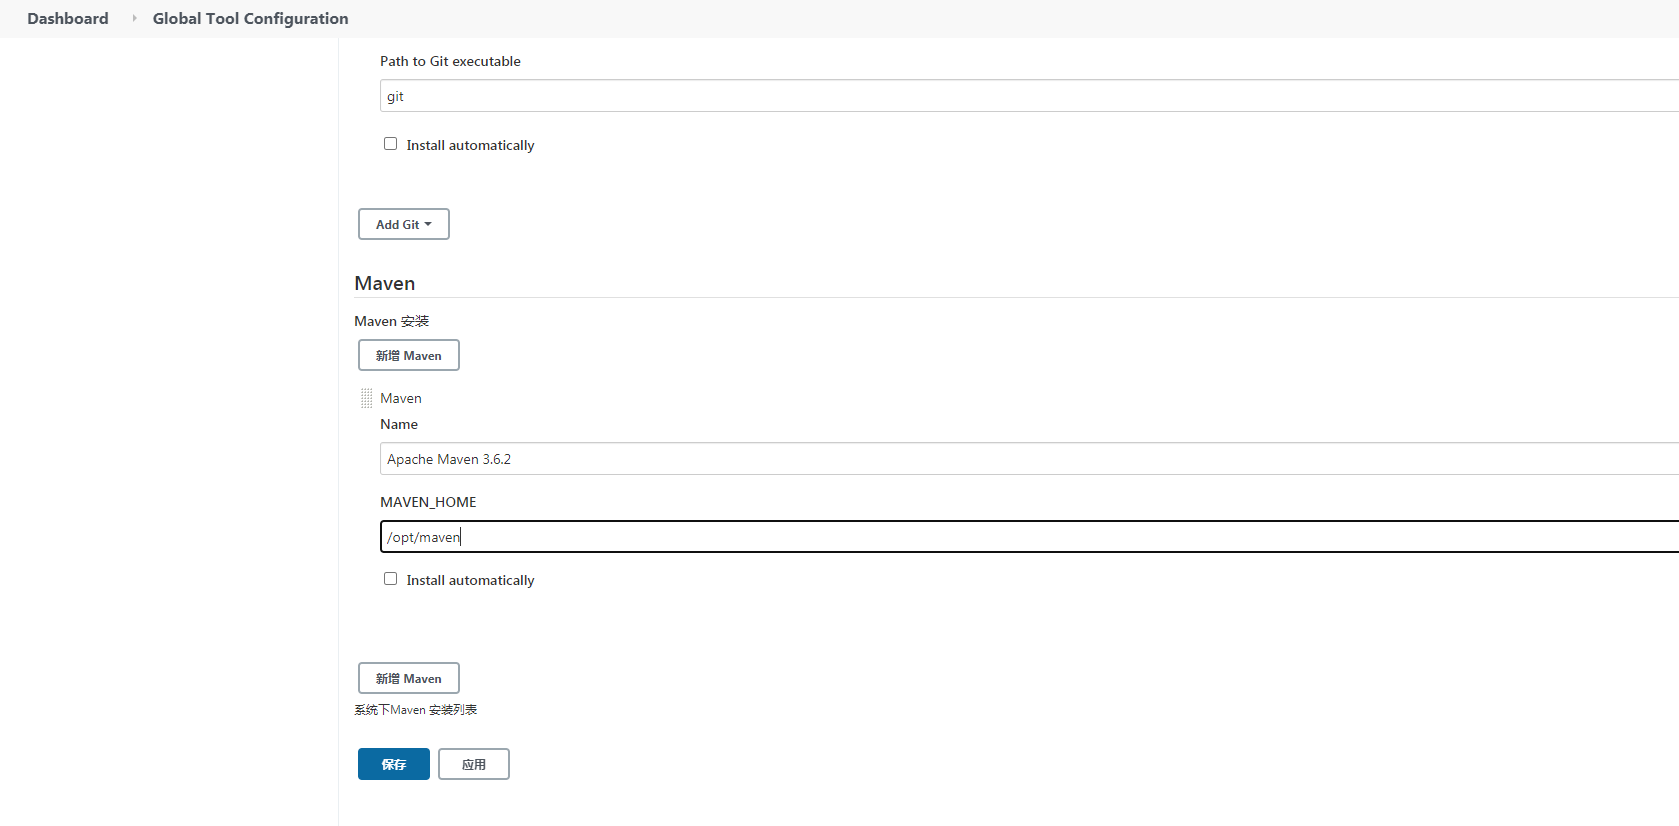 Dashboard
Global Tool Configuration
Path to Git executable
git
Install automatically
Add Git
Maven
Maven 安装
新增 Maven
Maven
Name
Apache Maven 3.6.2
MAVEN_HOME
/opt/maven
Install automatically
新增 Maven
系统下Maven 安装列表
保存
应用